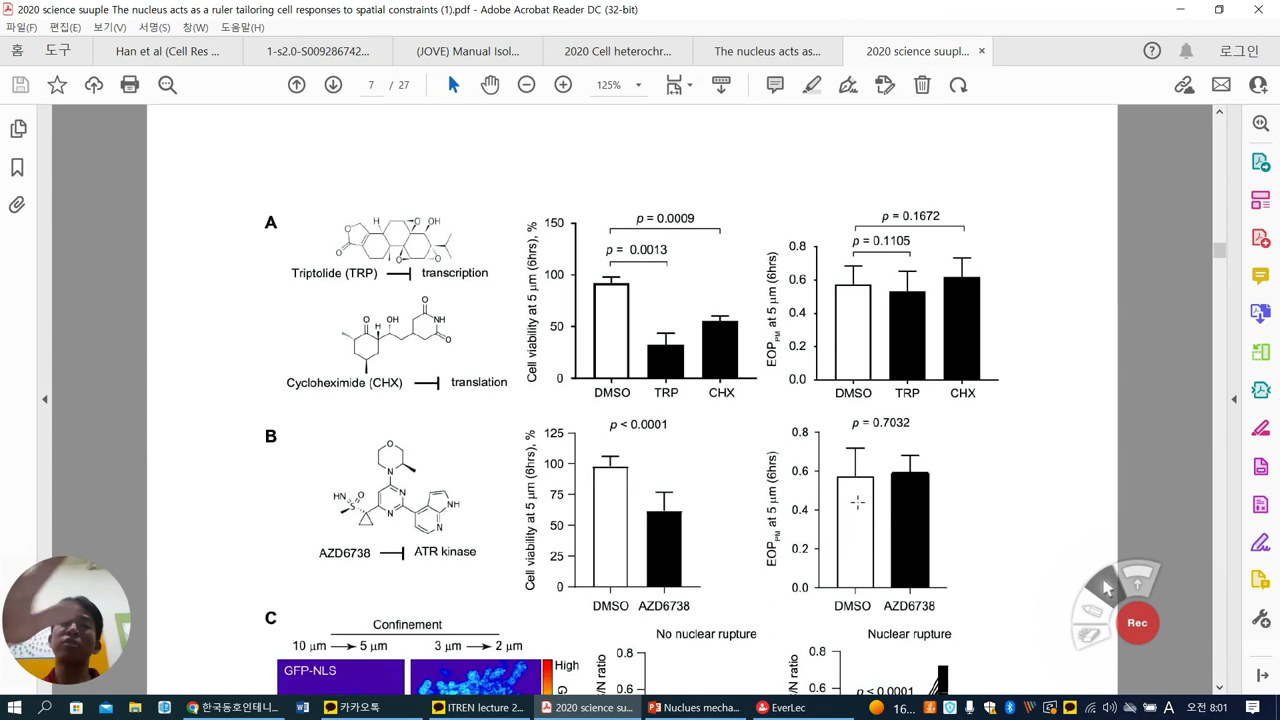 2020 science suuple The nucleus acts as a ruler tailoring cell responses to spatial constraints (1).pdf - Adobe Acrobat Reader DC (32-bit)
파일(F) 편집(E) 보기(V) 서명(S) 창(W) 도움말(H)
홈 도구 Han et al (Cell Res ... 1-s2.0-S009286742... (JOVE) Manual Isol... 2020 Cell heterochr... The nucleus acts as... 2020 science suupl... × 로그인
7 / 27 125%
A
Triptolide (TRP) transcription
Cycloheximide (CHX) translation
Cell viability at 5 μm (6hrs), %
150
100
50
0
p = 0.0009
p = 0.0013
DMSO TRP CHX
EOP PM at 5 μm (6hrs)
0.8
0.6
0.4
0.2
0.0
p = 0.1672
p = 0.1105
DMSO TRP CHX
B
AZD6738 ATR kinase
Cell viability at 5 μm (6hrs), %
125
100
75
50
25
0
p < 0.0001
DMSO AZD6738
EOP PM at 5 μm (6hrs)
0.8
0.6
0.4
0.2
0.0
p = 0.7032
DMSO AZD6738
C
Confinement
10 μm 5 μm 3 μm 2 μm
GFP-NLS
High
No nuclear rupture
0.8
0.6
Nuclear rupture
0.8
0.6
p < 0.0001
Rec
한국동호인테니... 카카오톡 ITREN lecture 2... 2020 science su... Nuclues mecha... EverLec 16... A 오전 8:01